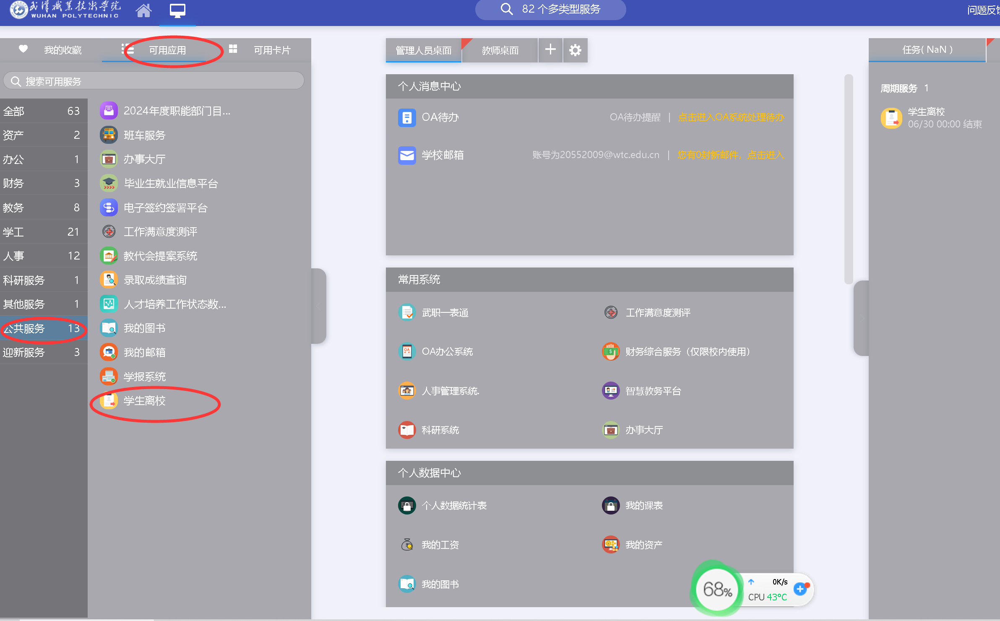 武汉职业技术学院
WUHAN POLYTECHNIC
82 个多类型服务
问题反馈
我的收藏
可用应用
可用卡片
搜索可用服务
全部 63
资产 2
办公 1
财务 3
教务 8
学工 21
人事 12
科研服务 1
其他服务 1
公共服务 13
迎新服务 3
2024年度职能部门目...
班车服务
办事大厅
毕业生就业信息平台
电子签约签署平台
工作满意度测评
教代会提案系统
录取成绩查询
人才培养工作状态数...
我的图书
我的邮箱
学报系统
学生离校
管理人员桌面
教师桌面
个人消息中心
OA待办
OA待办提醒 | 点击进入OA系统处理待办
学校邮箱
账号为20552009@wtc.edu.cn | 您有0封新邮件，点击进入
常用系统
武职一表通
工作满意度测评
OA办公系统
财务综合服务（仅限校内使用）
人事管理系统.
智慧教务平台
科研系统
办事大厅
个人数据中心
个人数据统计表
我的课表
我的工资
我的资产
我的图书
任务( NaN )
周期服务 1
学生离校
06/30 00:00 结束
68%
0K/s
CPU 43°C